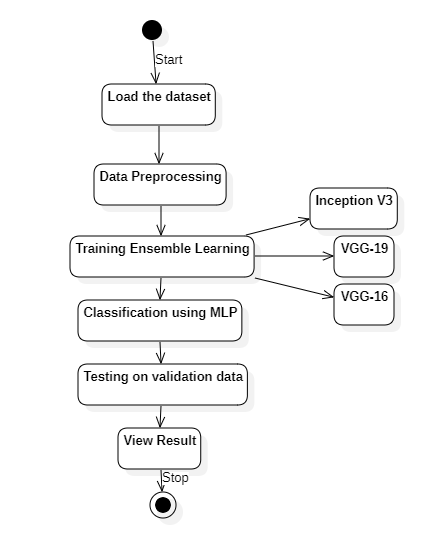 Start
Load the dataset
Data Preprocessing
Inception V3
Training Ensemble Learning
VGG-19
VGG-16
Classification using MLP
Testing on validation data
View Result
Stop